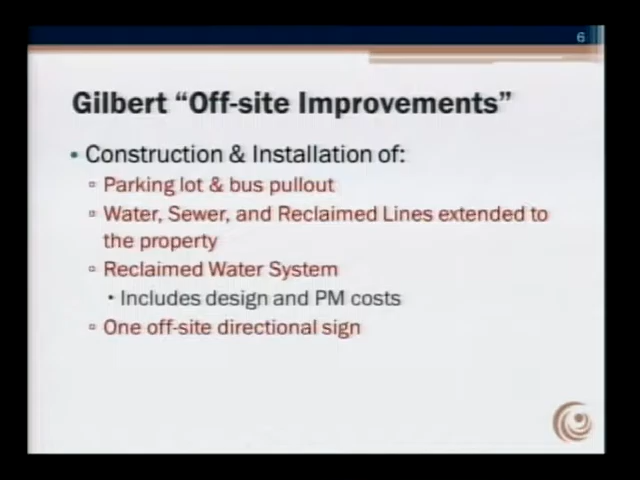 6
Gilbert “Off-site Improvements”
• Construction & Installation of:
▫ Parking lot & bus pullout
▫ Water, Sewer, and Reclaimed Lines extended to
the property
▫ Reclaimed Water System
• Includes design and PM costs
▫ One off-site directional sign